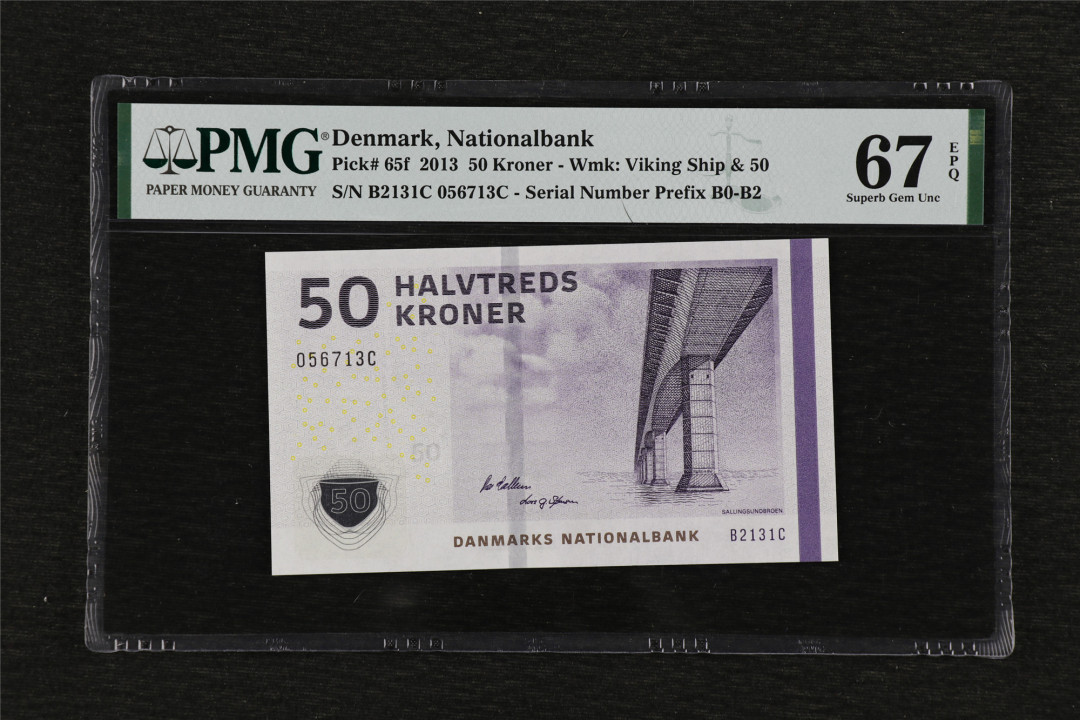 PMG®
PAPER MONEY GUARANTY
Denmark, Nationalbank
Pick# 65f 2013 50 Kroner - Wmk: Viking Ship & 50
S/N B2131C 056713C - Serial Number Prefix B0-B2
67
EPQ
Superb Gem Unc
50 HALVTREDS
KRONER
056713C
50
50
SALLINGSUNDBROEN
DANMARKS NATIONALBANK
B2131C